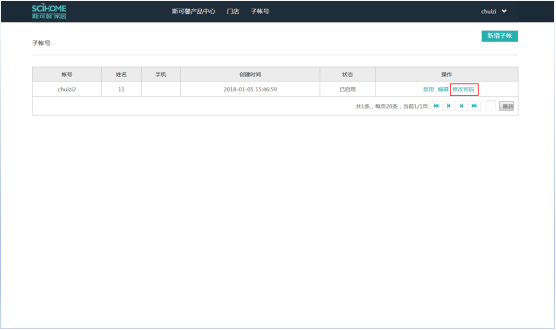 SCIHOME
斯可馨家居
斯可馨产品中心 门店 子帐号
chuizi
新增子帐
子帐号
帐号 姓名 手机 创建时间 状态 操作
chuizi2 11 2018-01-05 15:46:59 已启用 禁用 编辑 修改密码
共1条，每页20条，当前1/1页 跳转